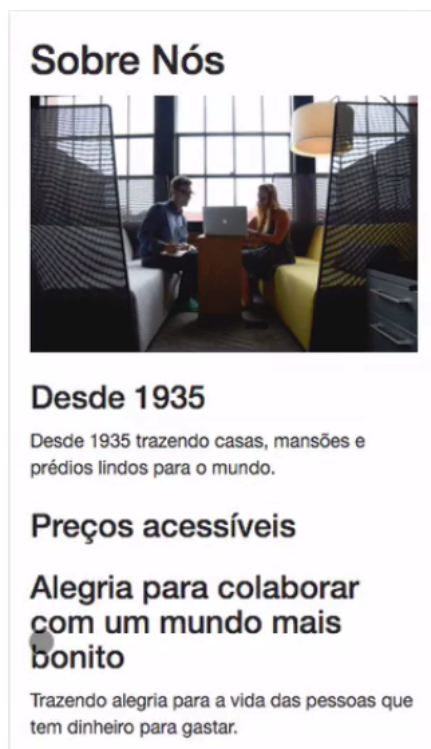 Sobre Nós
Desde 1935
Desde 1935 trazendo casas, mansões e
prédios lindos para o mundo.
Preços acessíveis
Alegria para colaborar
com um mundo mais
bonito
Trazendo alegria para a vida das pessoas que
tem dinheiro para gastar.